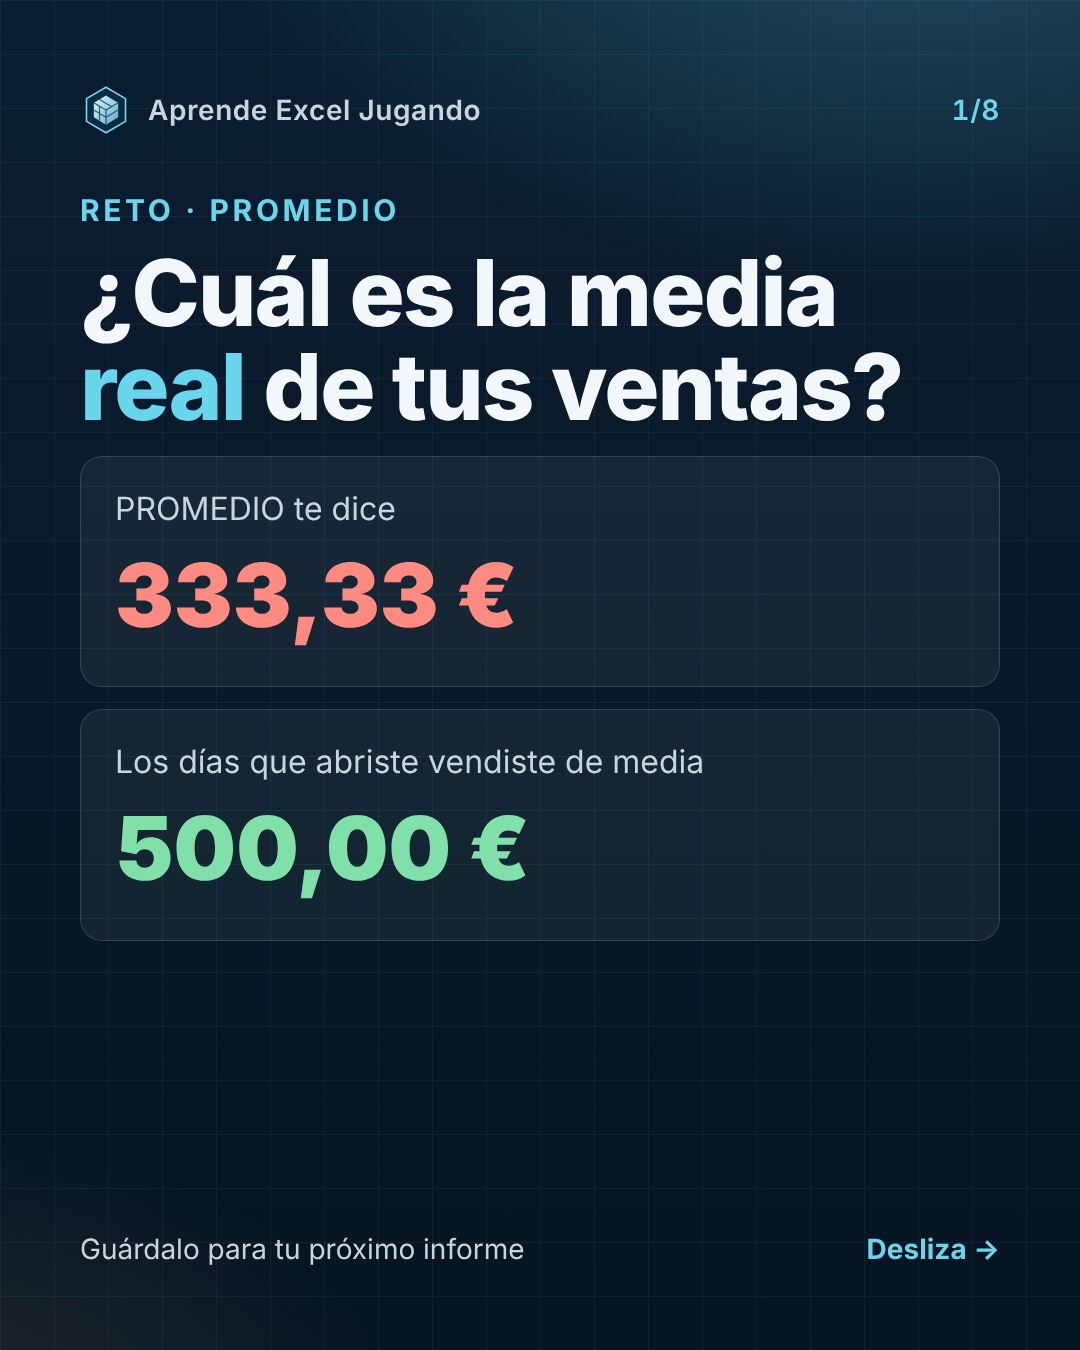 Aprende Excel Jugando
1/8
RETO · PROMEDIO
¿Cuál es la media
real de tus ventas?
PROMEDIO te dice
333,33 €
Los días que abriste vendiste de media
500,00 €
Guárdalo para tu próximo informe
Desliza →